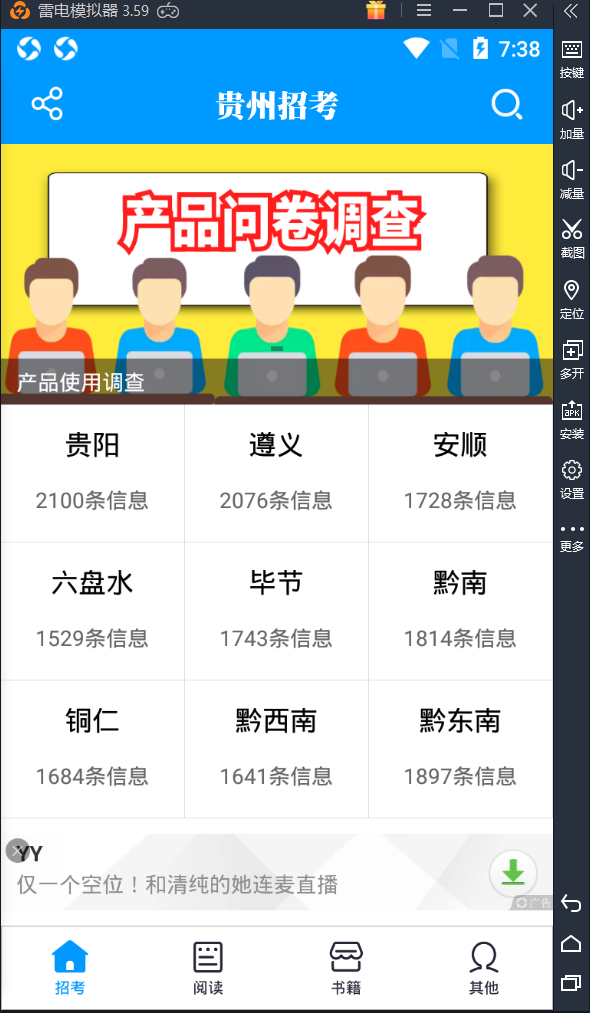 雷电模拟器 3.59
7:38
贵州招考
产品问卷调查
产品使用调查
贵阳
遵义
安顺
2100条信息
2076条信息
1728条信息
六盘水
毕节
黔南
1529条信息
1743条信息
1814条信息
铜仁
黔西南
黔东南
1684条信息
1641条信息
1897条信息
YY
仅一个空位！和清纯的她连麦直播
广告
招考
阅读
书籍
其他
按键
加量
减量
截图
定位
多开
APK
安装
设置
更多